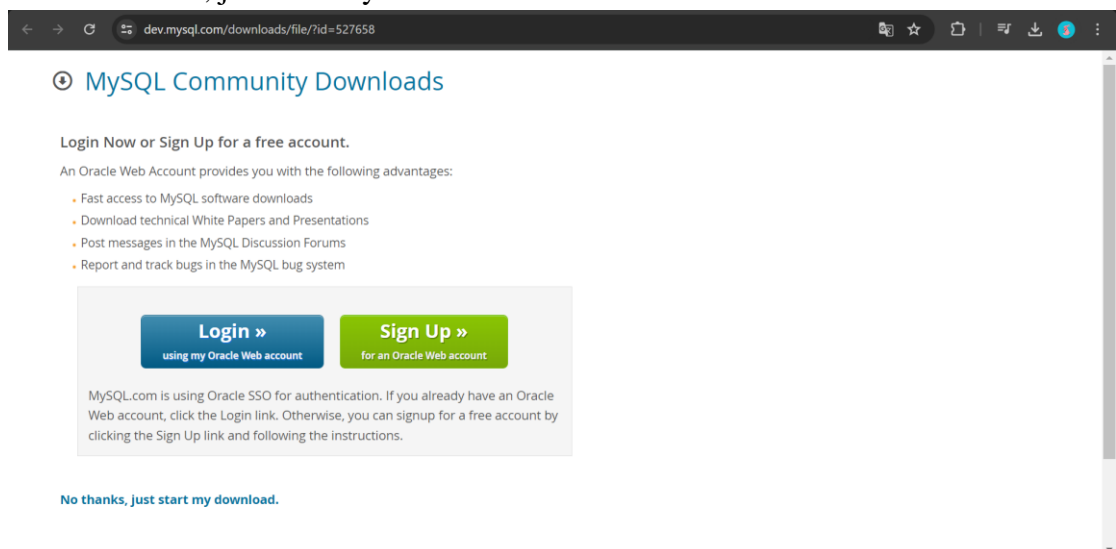 dev.mysql.com/downloads/file/?id=527658
MySQL Community Downloads
Login Now or Sign Up for a free account.
An Oracle Web Account provides you with the following advantages:
Fast access to MySQL software downloads
Download technical White Papers and Presentations
Post messages in the MySQL Discussion Forums
Report and track bugs in the MySQL bug system
Login »
using my Oracle Web account
Sign Up »
for an Oracle Web account
MySQL.com is using Oracle SSO for authentication. If you already have an Oracle
Web account, click the Login link. Otherwise, you can signup for a free account by
clicking the Sign Up link and following the instructions.
No thanks, just start my download.